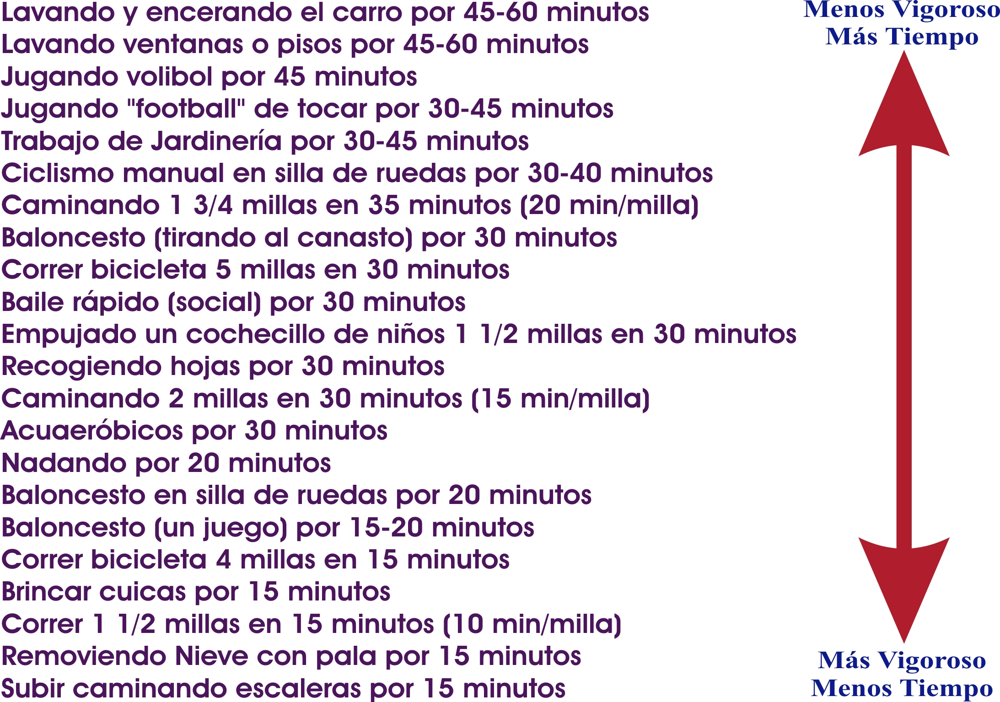 Lavando y encerando el carro por 45-60 minutos
Lavando ventanas o pisos por 45-60 minutos
Jugando volibol por 45 minutos
Jugando "football" de tocar por 30-45 minutos
Trabajo de Jardinería por 30-45 minutos
Ciclismo manual en silla de ruedas por 30-40 minutos
Caminando 1 3/4 millas en 35 minutos (20 min/milla)
Baloncesto (tirando al canasto) por 30 minutos
Correr bicicleta 5 millas en 30 minutos
Baile rápido (social) por 30 minutos
Empujado un cochecillo de niños 1 1/2 millas en 30 minutos
Recogiendo hojas por 30 minutos
Caminando 2 millas en 30 minutos (15 min/milla)
Acuaeróbicos por 30 minutos
Nadando por 20 minutos
Baloncesto en silla de ruedas por 20 minutos
Baloncesto (un juego) por 15-20 minutos
Correr bicicleta 4 millas en 15 minutos
Brincar cuicas por 15 minutos
Correr 1 1/2 millas en 15 minutos (10 min/milla)
Removiendo Nieve con pala por 15 minutos
Subir caminando escaleras por 15 minutos
Menos Vigoroso
Más Tiempo
Más Vigoroso
Menos Tiempo